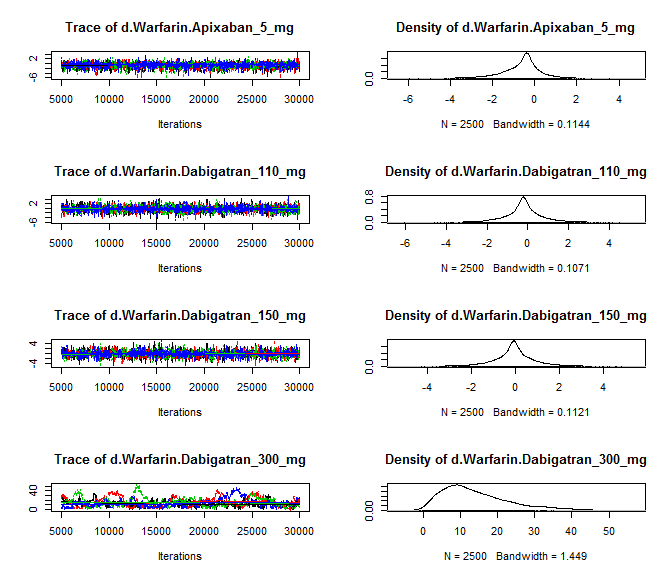 Trace of d.Warfarin.Apixaban_5_mg
2
-6
5000 10000 15000 20000 25000 30000
Iterations
Density of d.Warfarin.Apixaban_5_mg
0.0
-6 -4 -2 0 2 4
N = 2500 Bandwidth = 0.1144
Trace of d.Warfarin.Dabigatran_110_mg
2
-6
5000 10000 15000 20000 25000 30000
Iterations
Density of d.Warfarin.Dabigatran_110_mg
0.8
0.0
-6 -4 -2 0 2 4
N = 2500 Bandwidth = 0.1071
Trace of d.Warfarin.Dabigatran_150_mg
4
-4
5000 10000 15000 20000 25000 30000
Iterations
Density of d.Warfarin.Dabigatran_150_mg
0.0
-4 -2 0 2 4
N = 2500 Bandwidth = 0.1121
Trace of d.Warfarin.Dabigatran_300_mg
40
0
5000 10000 15000 20000 25000 30000
Iterations
Density of d.Warfarin.Dabigatran_300_mg
0.00
0 10 20 30 40 50
N = 2500 Bandwidth = 1.449